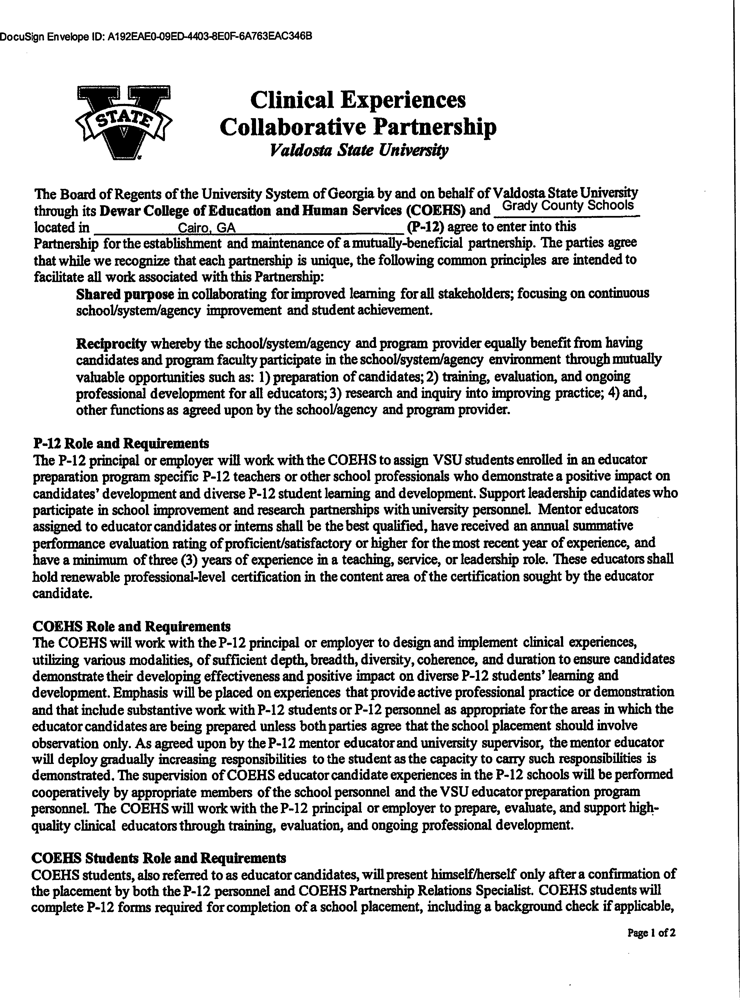 DocuSign Envelope ID: A192EAE0-09ED-4403-8E0F-6A763EAC346B
STATE
V
Clinical Experiences
Collaborative Partnership
Valdosta State University
The Board of Regents of the University System of Georgia by and on behalf of Valdosta State University
through its Dewar College of Education and Human Services (COEHS) and Grady County Schools
located in Cairo, GA (P-12) agree to enter into this
Partnership for the establishment and maintenance of a mutually-beneficial partnership. The parties agree
that while we recognize that each partnership is unique, the following common principles are intended to
facilitate all work associated with this Partnership:
Shared purpose in collaborating for improved learning for all stakeholders; focusing on continuous
school/system/agency improvement and student achievement.
Reciprocity whereby the school/system/agency and program provider equally benefit from having
candidates and program faculty participate in the school/system/agency environment through mutually
valuable opportunities such as: 1) preparation of candidates; 2) training, evaluation, and ongoing
professional development for all educators; 3) research and inquiry into improving practice; 4) and,
other functions as agreed upon by the school/agency and program provider.
P-12 Role and Requirements
The P-12 principal or employer will work with the COEHS to assign VSU students enrolled in an educator
preparation program specific P-12 teachers or other school professionals who demonstrate a positive impact on
candidates' development and diverse P-12 student learning and development. Support leadership candidates who
participate in school improvement and research partnerships with university personnel. Mentor educators
assigned to educator candidates or interns shall be the best qualified, have received an annual summative
performance evaluation rating of proficient/satisfactory or higher for the most recent year of experience, and
have a minimum of three (3) years of experience in a teaching, service, or leadership role. These educators shall
hold renewable professional-level certification in the content area of the certification sought by the educator
candidate.
COEHS Role and Requirements
The COEHS will work with the P-12 principal or employer to design and implement clinical experiences,
utilizing various modalities, of sufficient depth, breadth, diversity, coherence, and duration to ensure candidates
demonstrate their developing effectiveness and positive impact on diverse P-12 students' learning and
development. Emphasis will be placed on experiences that provide active professional practice or demonstration
and that include substantive work with P-12 students or P-12 personnel as appropriate for the areas in which the
educator candidates are being prepared unless both parties agree that the school placement should involve
observation only. As agreed upon by the P-12 mentor educator and university supervisor, the mentor educator
will deploy gradually increasing responsibilities to the student as the capacity to carry such responsibilities is
demonstrated. The supervision of COEHS educator candidate experiences in the P-12 schools will be performed
cooperatively by appropriate members of the school personnel and the VSU educator preparation program
personnel. The COEHS will work with the P-12 principal or employer to prepare, evaluate, and support high-
quality clinical educators through training, evaluation, and ongoing professional development.
COEHS Students Role and Requirements
COEHS students, also referred to as educator candidates, will present himself/herself only after a confirmation of
the placement by both the P-12 personnel and COEHS Partnership Relations Specialist. COEHS students will
complete P-12 forms required for completion of a school placement, including a background check if applicable,
Page 1 of 2